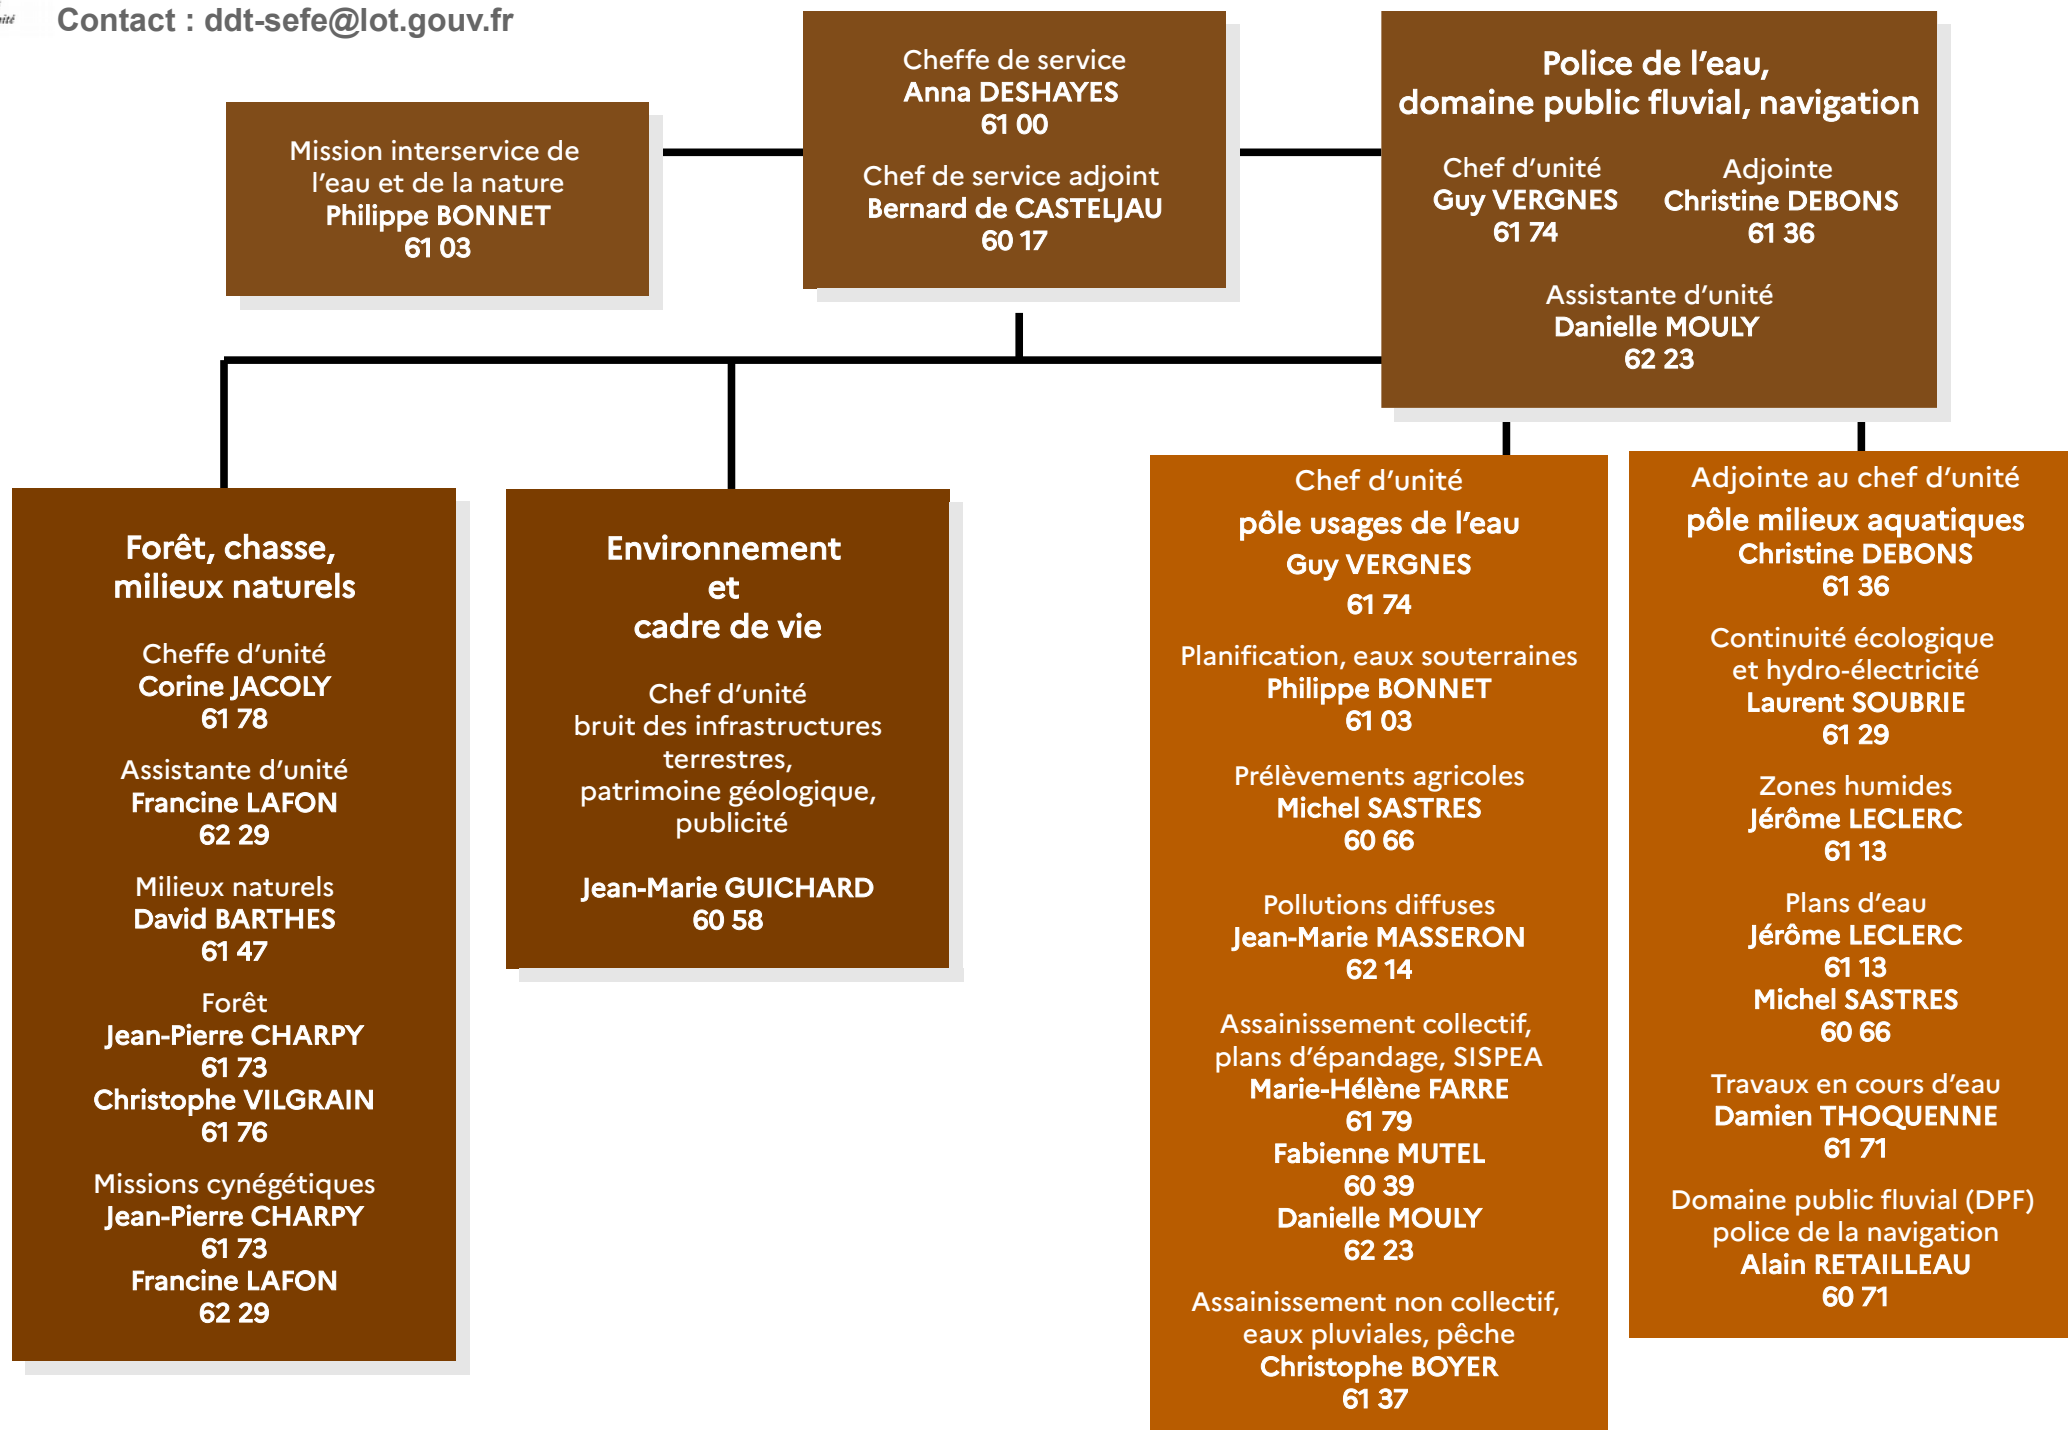 Contact : ddt-sefe@lot.gouv.fr
Mission interservice de
l'eau et de la nature
Philippe BONNET
61 03
Cheffe de service
Anna DESHAYES
61 00
Chef de service adjoint
Bernard de CASTELJAU
60 17
Police de l'eau,
domaine public fluvial, navigation
Chef d'unité
Guy VERGNES
61 74
Adjointe
Christine DEBONS
61 36
Assistante d'unité
Danielle MOULY
62 23
Forêt, chasse,
milieux naturels
Cheffe d'unité
Corine JACOLY
61 78
Assistante d'unité
Francine LAFON
62 29
Milieux naturels
David BARTHES
61 47
Forêt
Jean-Pierre CHARPY
61 73
Christophe VILGRAIN
61 76
Missions cynégétiques
Jean-Pierre CHARPY
61 73
Francine LAFON
62 29
Environnement
et
cadre de vie
Chef d'unité
bruit des infrastructures
terrestres,
patrimoine géologique,
publicité
Jean-Marie GUICHARD
60 58
Chef d'unité
pôle usages de l'eau
Guy VERGNES
61 74
Planification, eaux souterraines
Philippe BONNET
61 03
Prélèvements agricoles
Michel SASTRES
60 66
Pollutions diffuses
Jean-Marie MASSERON
62 14
Assainissement collectif,
plans d'épandage, SISPEA
Marie-Hélène FARRE
61 79
Fabienne MUTEL
60 39
Danielle MOULY
62 23
Assainissement non collectif,
eaux pluviales, pêche
Christophe BOYER
61 37
Adjointe au chef d'unité
pôle milieux aquatiques
Christine DEBONS
61 36
Continuité écologique
et hydro-électricité
Laurent SOUBRIE
61 29
Zones humides
Jérôme LECLERC
61 13
Plans d'eau
Jérôme LECLERC
61 13
Michel SASTRES
60 66
Travaux en cours d'eau
Damien THOQUENNE
61 71
Domaine public fluvial (DPF)
police de la navigation
Alain RETAILLEAU
60 71